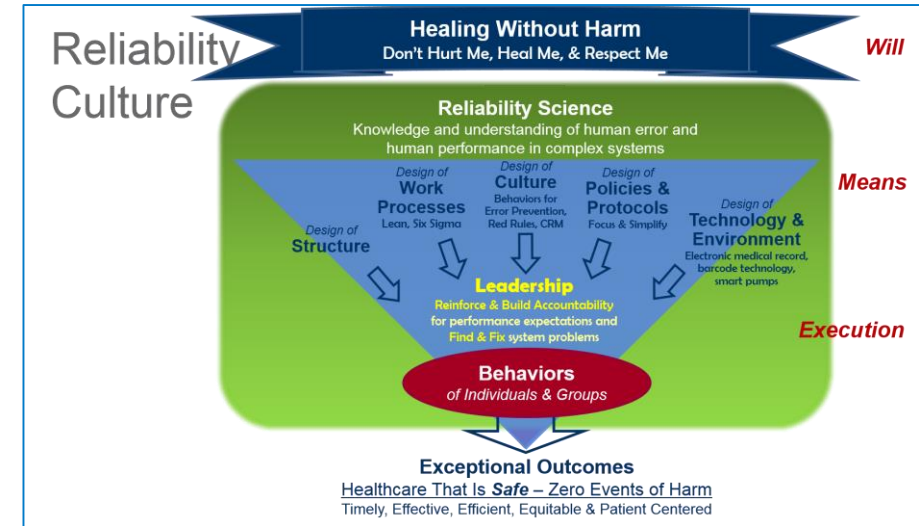 Reliability
Culture
Healing Without Harm
Don't Hurt Me, Heal Me, & Respect Me
Will
Reliability Science
Knowledge and understanding of human error and
human performance in complex systems
Means
Design of
Structure
Design of
Work
Processes
Lean, Six Sigma
Design of
Culture
Behaviors for
Error Prevention,
Red Rules, CRM
Design of
Policies &
Protocols
Focus & Simplify
Design of
Technology &
Environment
Electronic medical record,
barcode technology,
smart pumps
Leadership
Reinforce & Build Accountability
for performance expectations and
Find & Fix system problems
Execution
Behaviors
of Individuals & Groups
Exceptional Outcomes
Healthcare That Is Safe – Zero Events of Harm
Timely, Effective, Efficient, Equitable & Patient Centered